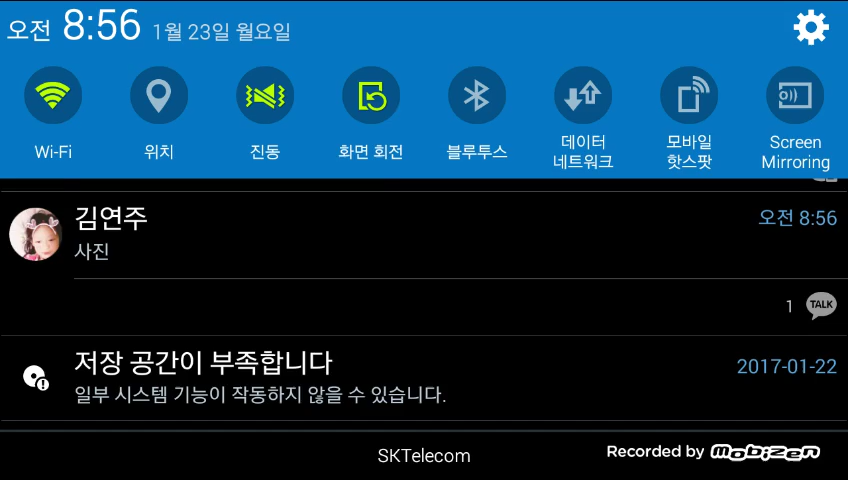 오전 8:56 1월 23일 월요일
Wi-Fi
위치
진동
화면 회전
블루투스
데이터
네트워크
모바일
핫스팟
Screen
Mirroring
김연주 오전 8:56
사진
1 TALK
저장 공간이 부족합니다 2017-01-22
일부 시스템 기능이 작동하지 않을 수 있습니다.
SKTelecom
Recorded by mobizen